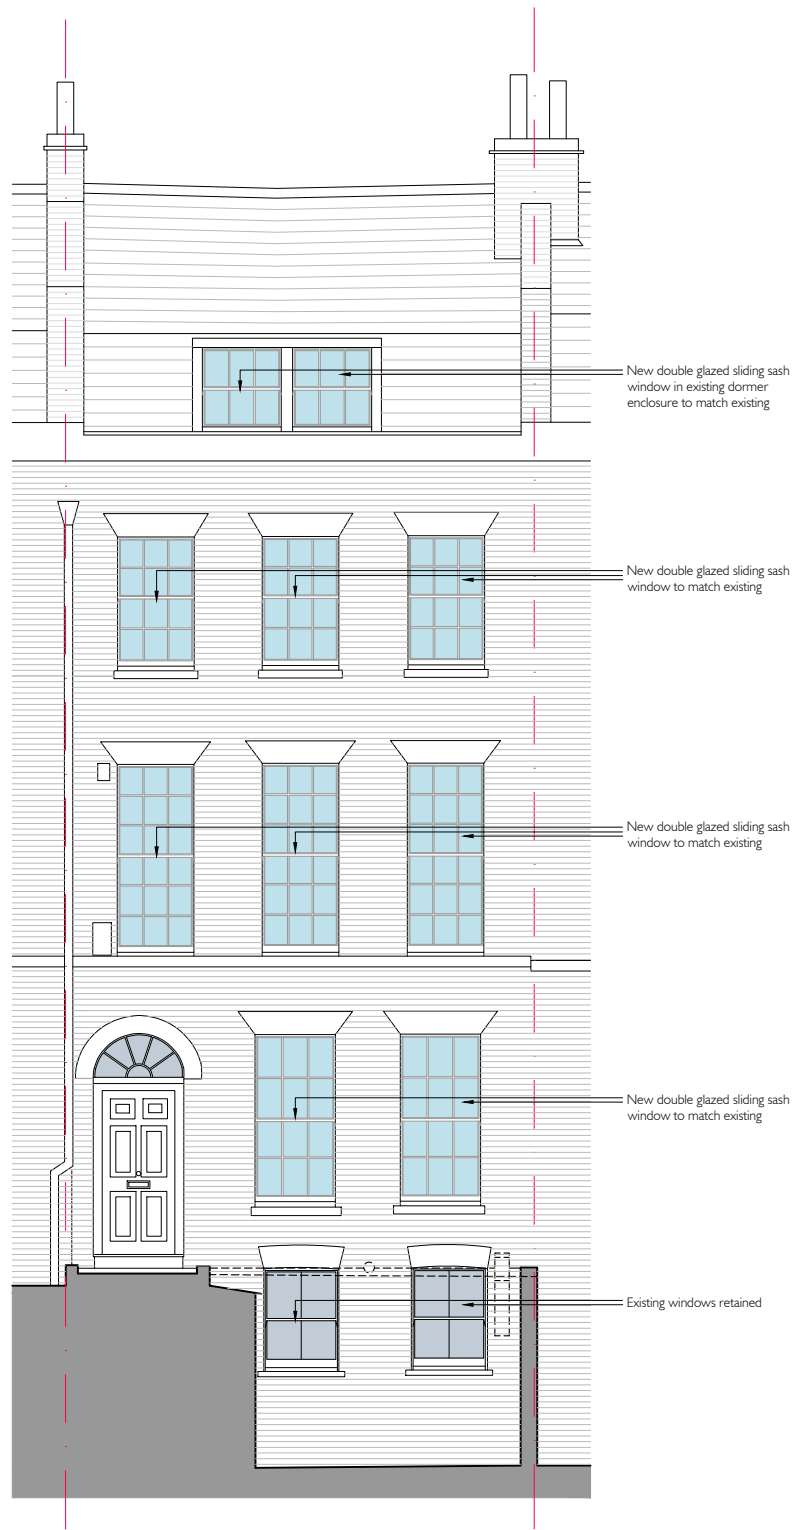 New double glazed sliding sash
window in existing dormer
enclosure to match existing
New double glazed sliding sash
window to match existing
New double glazed sliding sash
window to match existing
New double glazed sliding sash
window to match existing
Existing windows retained